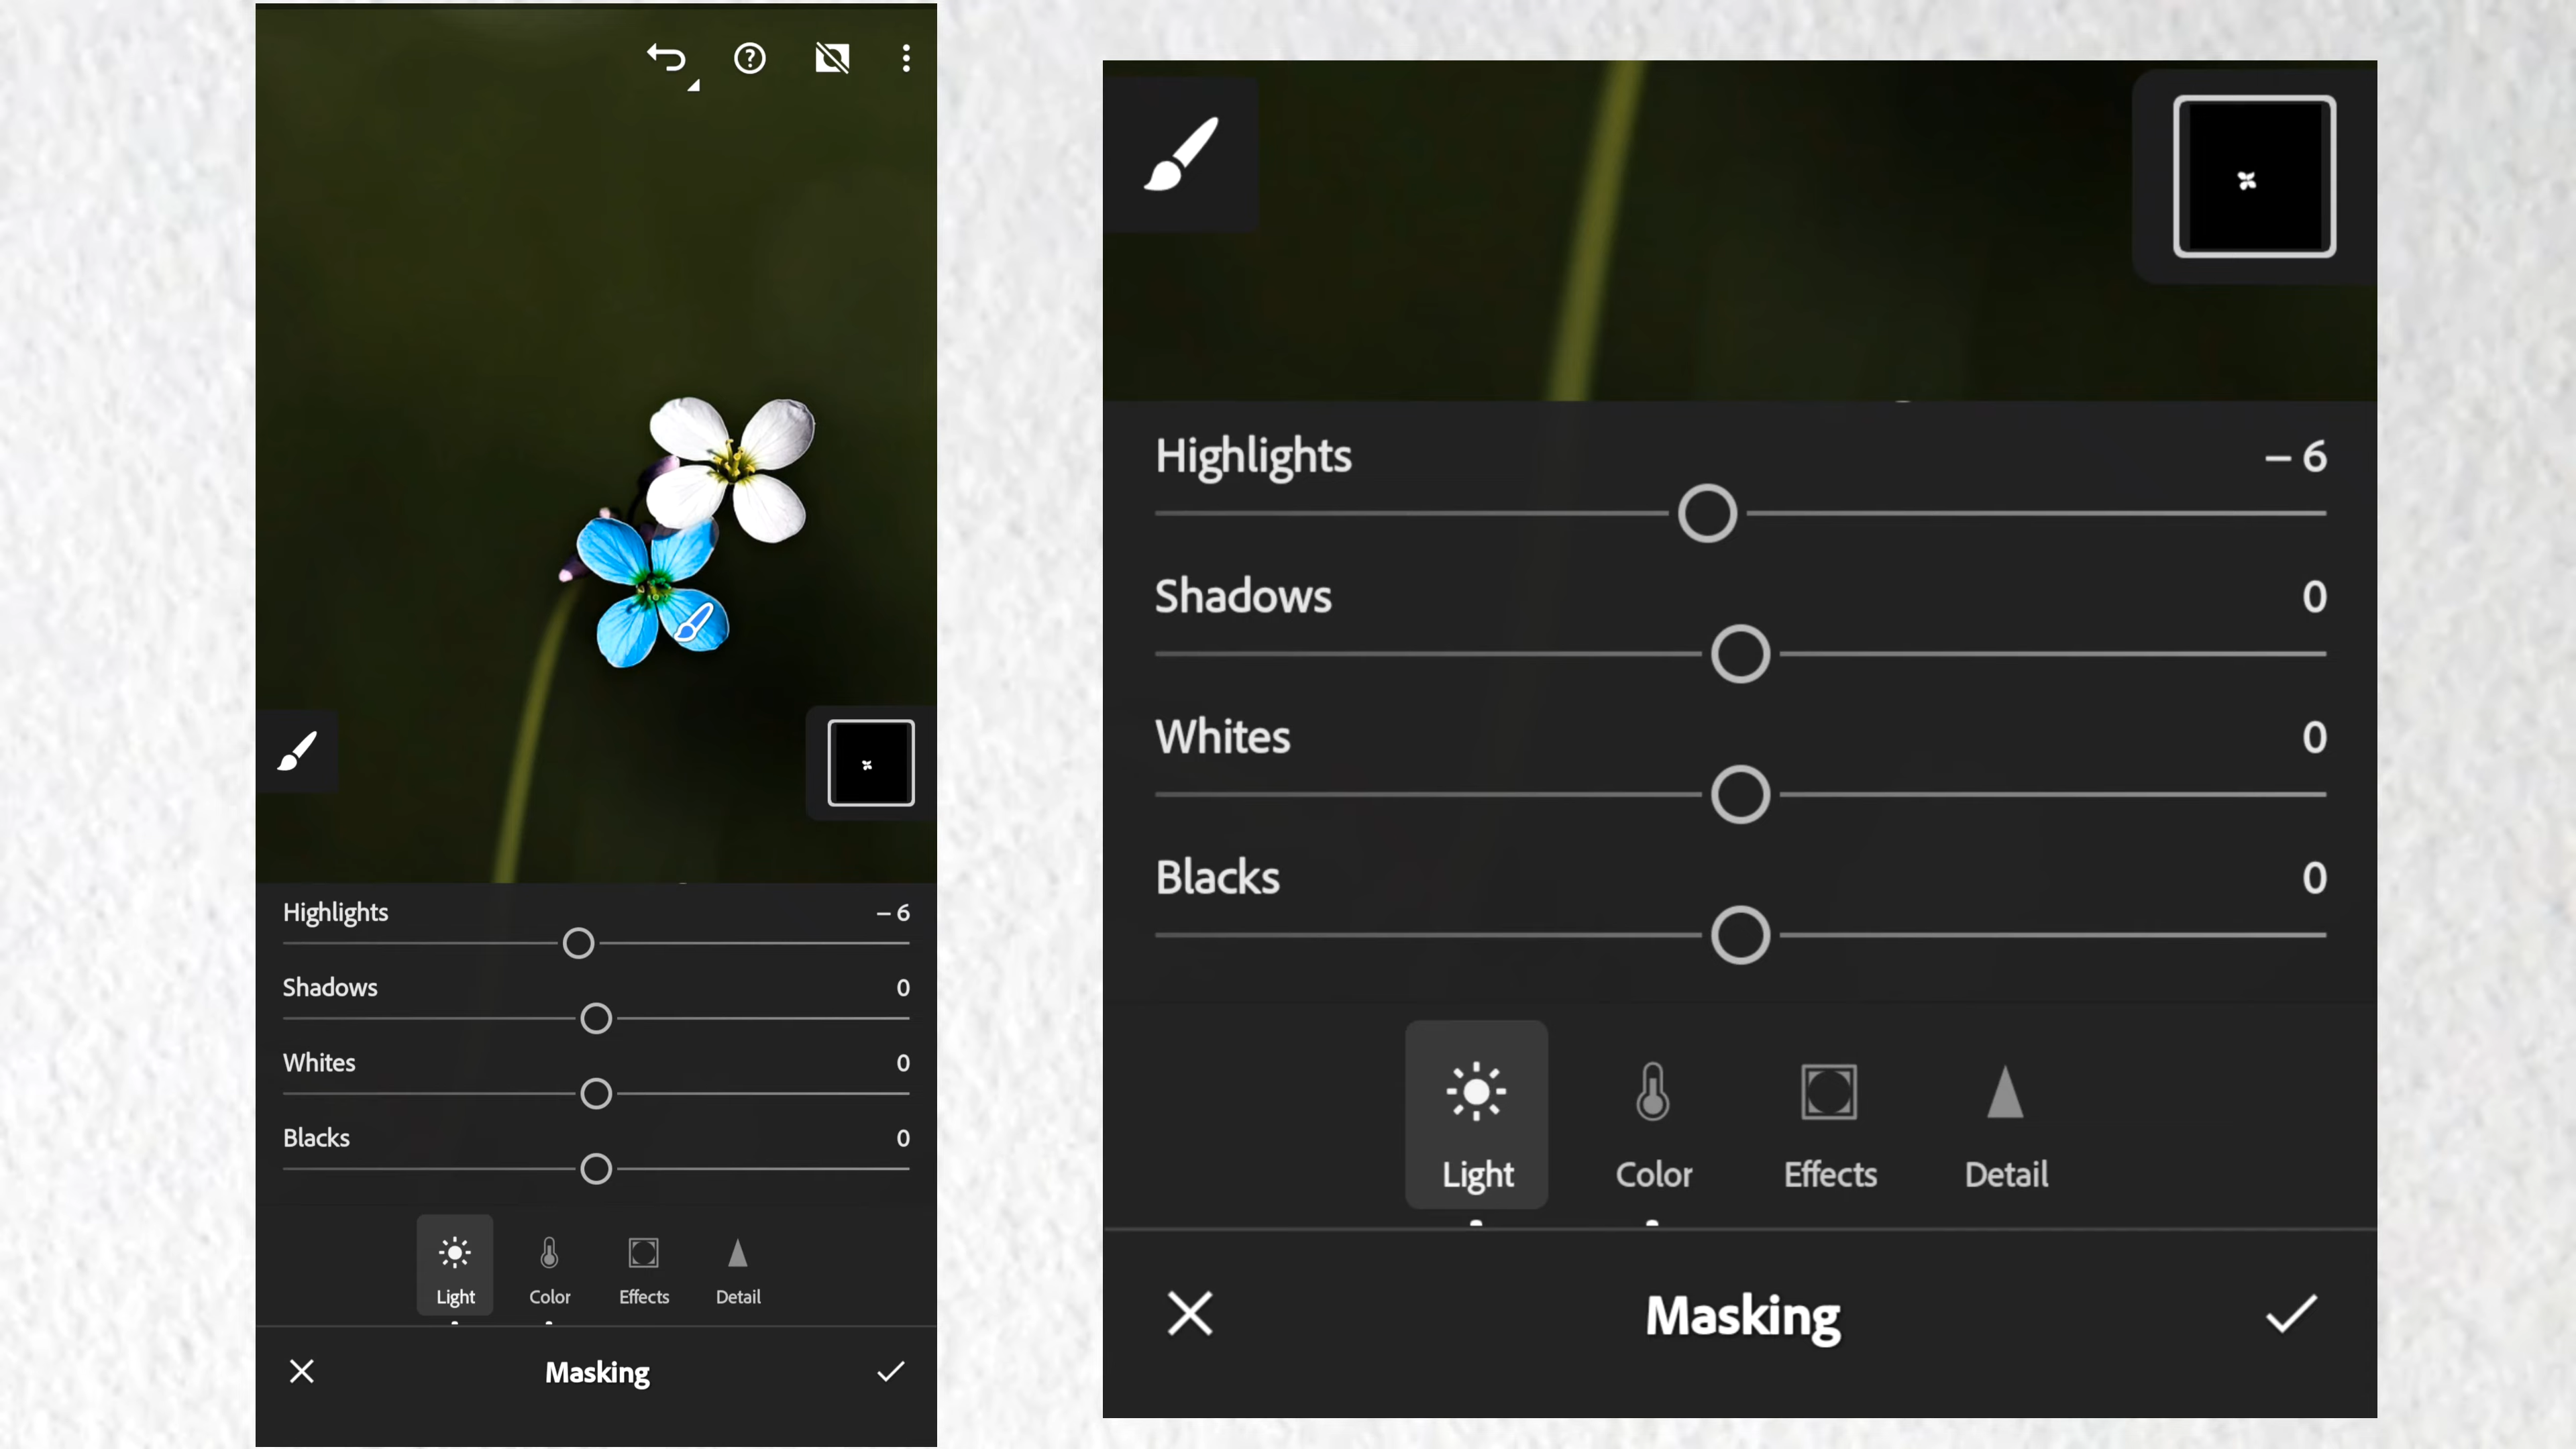 Highlights – 6
Shadows 0
Whites 0
Blacks 0
Light Color Effects Detail
Masking
Highlights – 6
Shadows 0
Whites 0
Blacks 0
Light Color Effects Detail
Masking